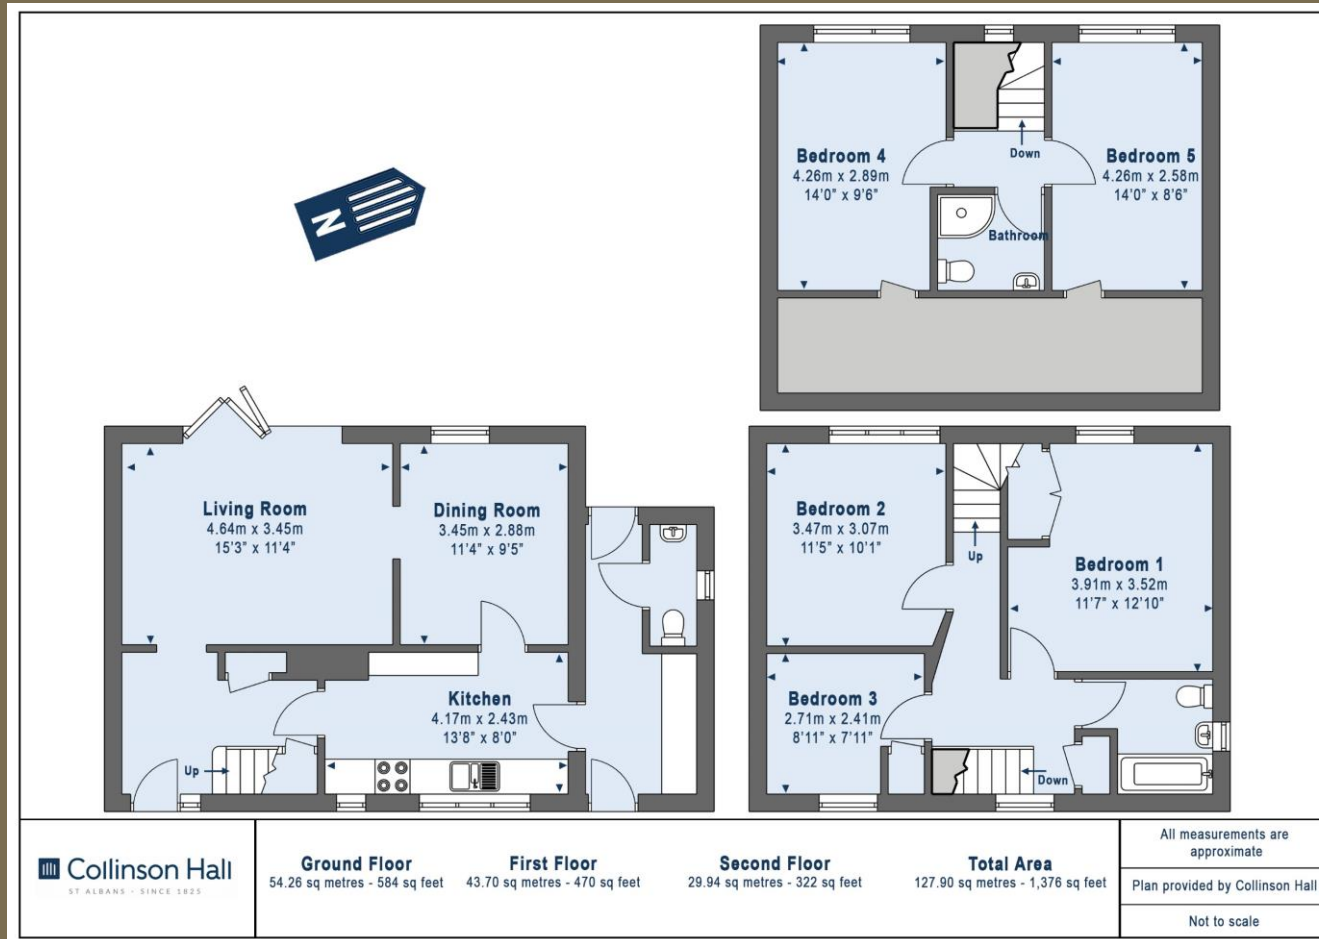 Bedroom 4
4.26m x 2.89m
14'0" x 9'6"
Down
Bedroom 5
4.26m x 2.58m
14'0" x 8'6"
Bathroom
N
Living Room
4.64m x 3.45m
15'3" x 11'4"
Dining Room
3.45m x 2.88m
11'4" x 9'5"
Kitchen
4.17m x 2.43m
13'8" x 8'0"
Up
Bedroom 2
3.47m x 3.07m
11'5" x 10'1"
Up
Bedroom 1
3.91m x 3.52m
11'7" x 12'10"
Bedroom 3
2.71m x 2.41m
8'11" x 7'11"
Down
Collinson Hall
ST ALBANS - SINCE 1825
Ground Floor
54.26 sq metres - 584 sq feet
First Floor
43.70 sq metres - 470 sq feet
Second Floor
29.94 sq metres - 322 sq feet
Total Area
127.90 sq metres - 1,376 sq feet
All measurements are
approximate
Plan provided by Collinson Hall
Not to scale